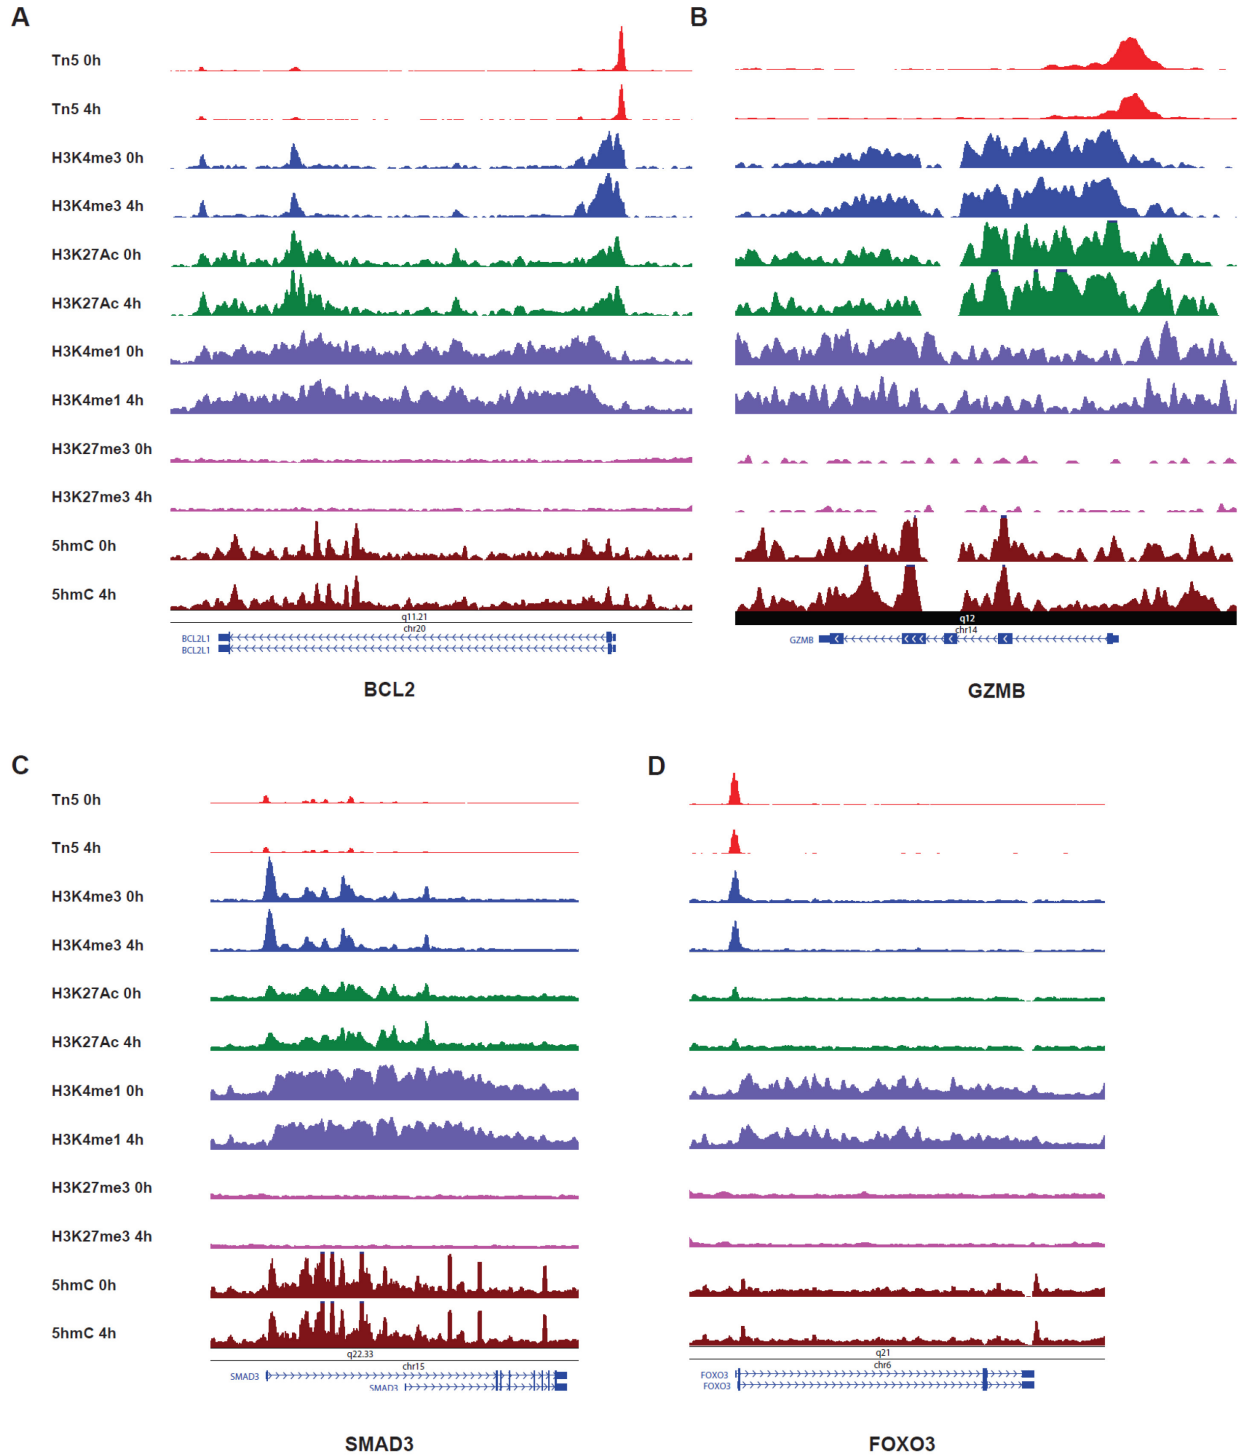 A
Tn5 0h
Tn5 4h
H3K4me3 0h
H3K4me3 4h
H3K27Ac 0h
H3K27Ac 4h
H3K4me1 0h
H3K4me1 4h
H3K27me3 0h
H3K27me3 4h
5hmC 0h
5hmC 4h
q11.21
chr20
BCL2L1
BCL2L1
BCL2
B
q12
chr14
GZMB
GZMB
C
Tn5 0h
Tn5 4h
H3K4me3 0h
H3K4me3 4h
H3K27Ac 0h
H3K27Ac 4h
H3K4me1 0h
H3K4me1 4h
H3K27me3 0h
H3K27me3 4h
5hmC 0h
5hmC 4h
q22.33
chr15
SMAD3
SMAD3
SMAD3
D
q21
chr6
FOXO3
FOXO3
FOXO3